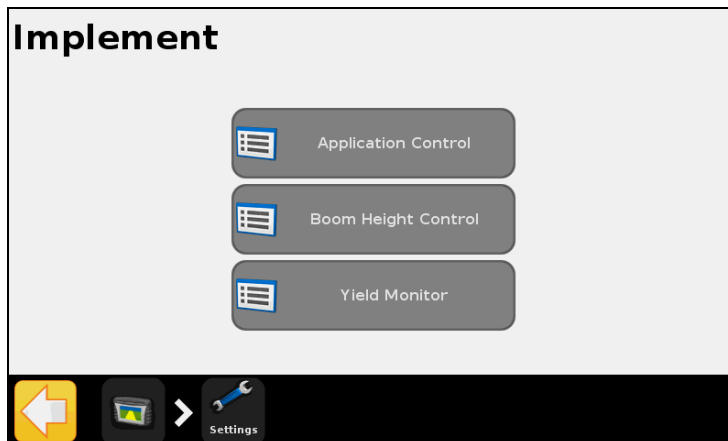 Implement
Application Control
Boom Height Control
Yield Monitor
Settings